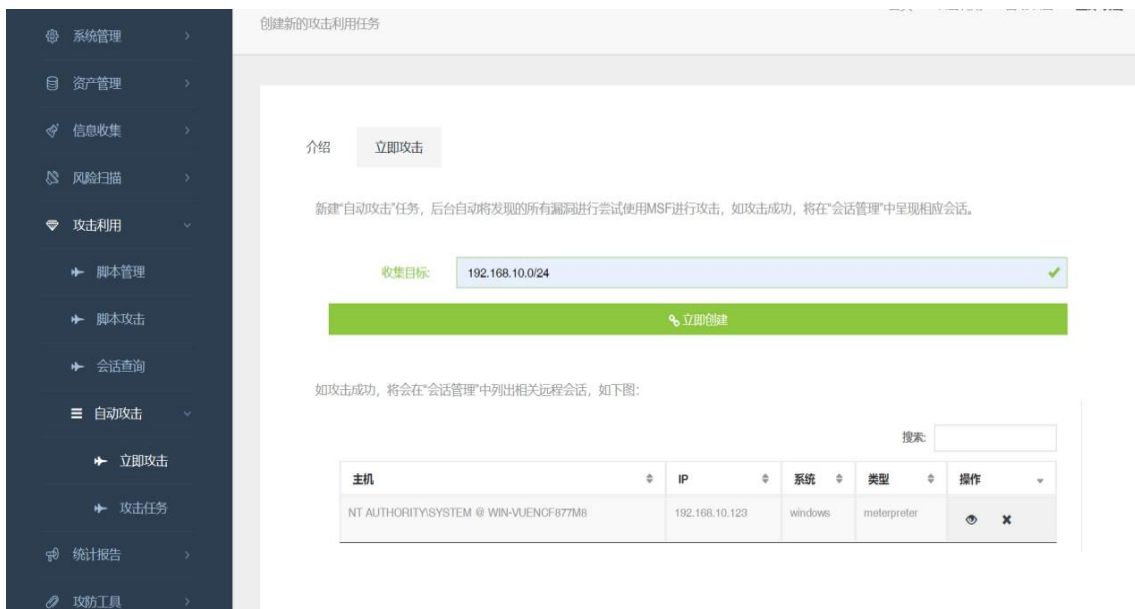 创建新的攻击利用任务
系统管理
资产管理
信息收集
风险扫描
攻击利用
脚本管理
脚本攻击
会话查询
自动攻击
立即攻击
攻击任务
统计报告
攻防工具
介绍 立即攻击
新建“自动攻击”任务，后台自动将发现的所有漏洞进行尝试使用MSF进行攻击，如攻击成功，将在“会话管理”中呈现相应会话。
收集目标: 192.168.10.0/24
立即创建
如攻击成功，将会在“会话管理”中列出相关远程会话，如下图：
搜索:
主机 IP 系统 类型 操作
NT AUTHORITY\SYSTEM @ WIN-VUENCF877M8 192.168.10.123 windows meterpreter